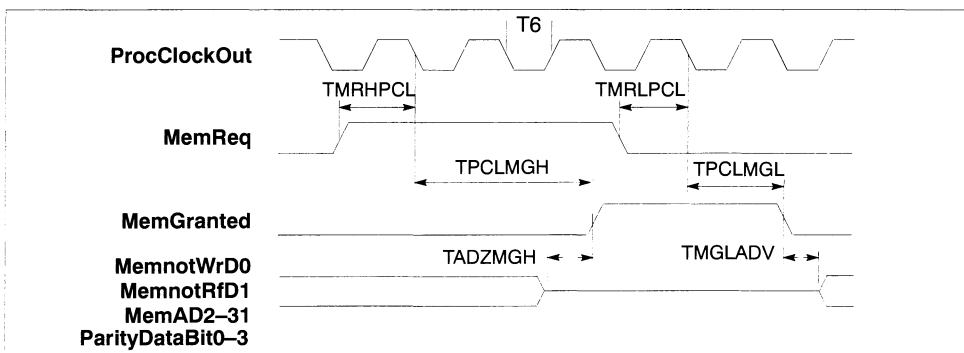 T6
ProcClockOut
TMRHPCL
TMRLPCL
MemReq
TPCLMGH
TPCLMGL
MemGranted
TADZMGH
TMGLADV
MemnotWrD0
MemnotRfD1
MemAD2–31
ParityDataBit0–3